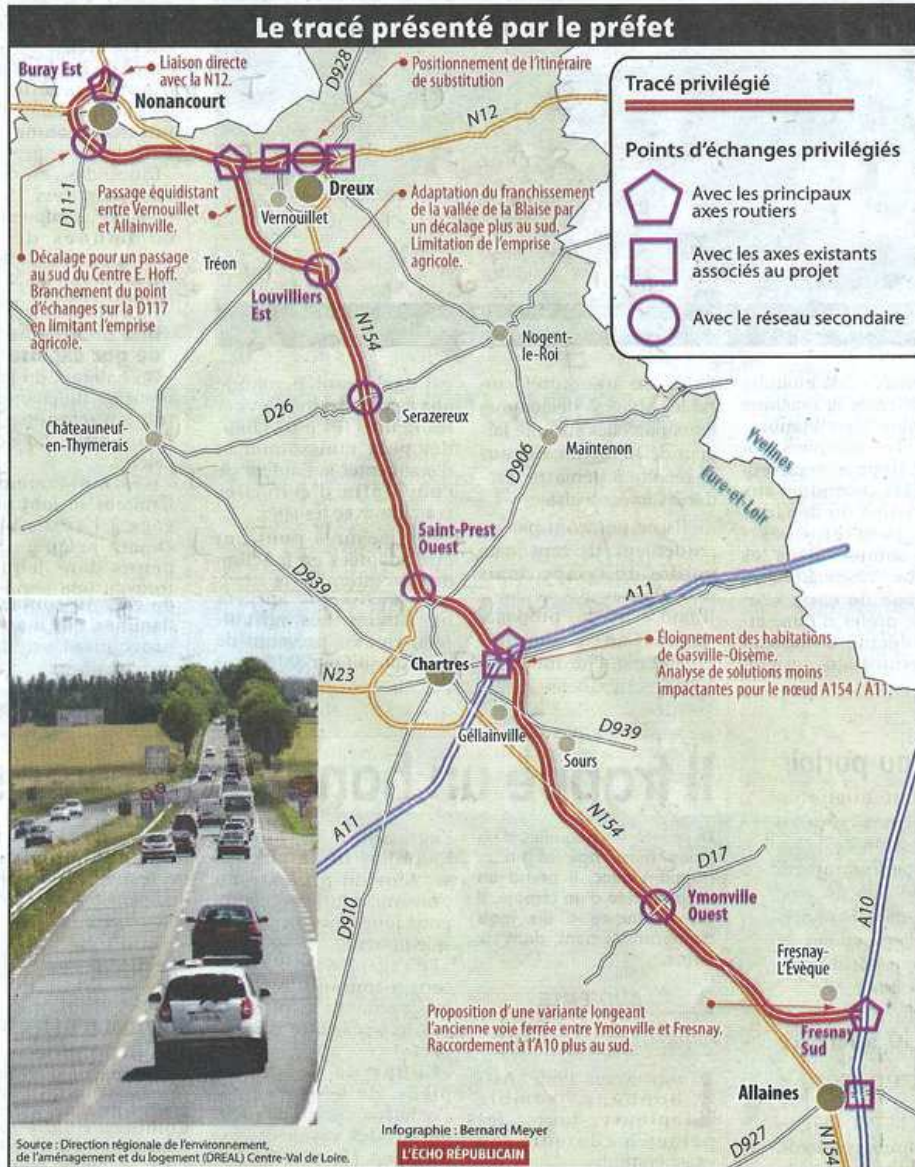 Le tracé présenté par le préfet
Buray Est
Liaison directe
avec la N12.
Nonancourt
D928
Positionnement de l'itinéraire
de substitution
N12
Tracé privilégié
Points d'échanges privilégiés
Avec les principaux
axes routiers
Avec les axes existants
associés au projet
Avec le réseau secondaire
D11-1
Passage équidistant
entre Vernouillet
et Allainville.
Dreux
Vernouillet
Adaptation du franchissement
de la vallée de la Blaise par
un décalage plus au sud.
Limitation de l'emprise
agricole.
Décalage pour un passage
au sud du Centre E. Hoff.
Branchement du point
d'échanges sur la D117
en limitant l'emprise
agricole.
Tréon
Louvilliers
Est
N154
Nogent-
le-Roi
D26
Serazereux
Châteauneuf-
en-Thymerais
Maintenon
D906
Yvelines
Eure-et-Loir
Saint-Prest
Ouest
D939
A11
Éloignement des habitations
de Gasville-Oisème.
Analyse de solutions moins
impactantes pour le nœud A154 / A11.
Chartres
N23
Géllainville
D939
Sours
A11
N154
D17
D910
Ymonville
Ouest
A10
Fresnay-
L'Évèque
Proposition d'une variante longeant
l'ancienne voie ferrée entre Ymonville et Fresnay.
Raccordement à l'A10 plus au sud.
Fresnay
Sud
Allaines
D927
N154
Infographie : Bernard Meyer
L'ÉCHO RÉPUBLICAIN
Source : Direction régionale de l'environnement,
de l'aménagement et du logement (DREAL) Centre-Val de Loire.